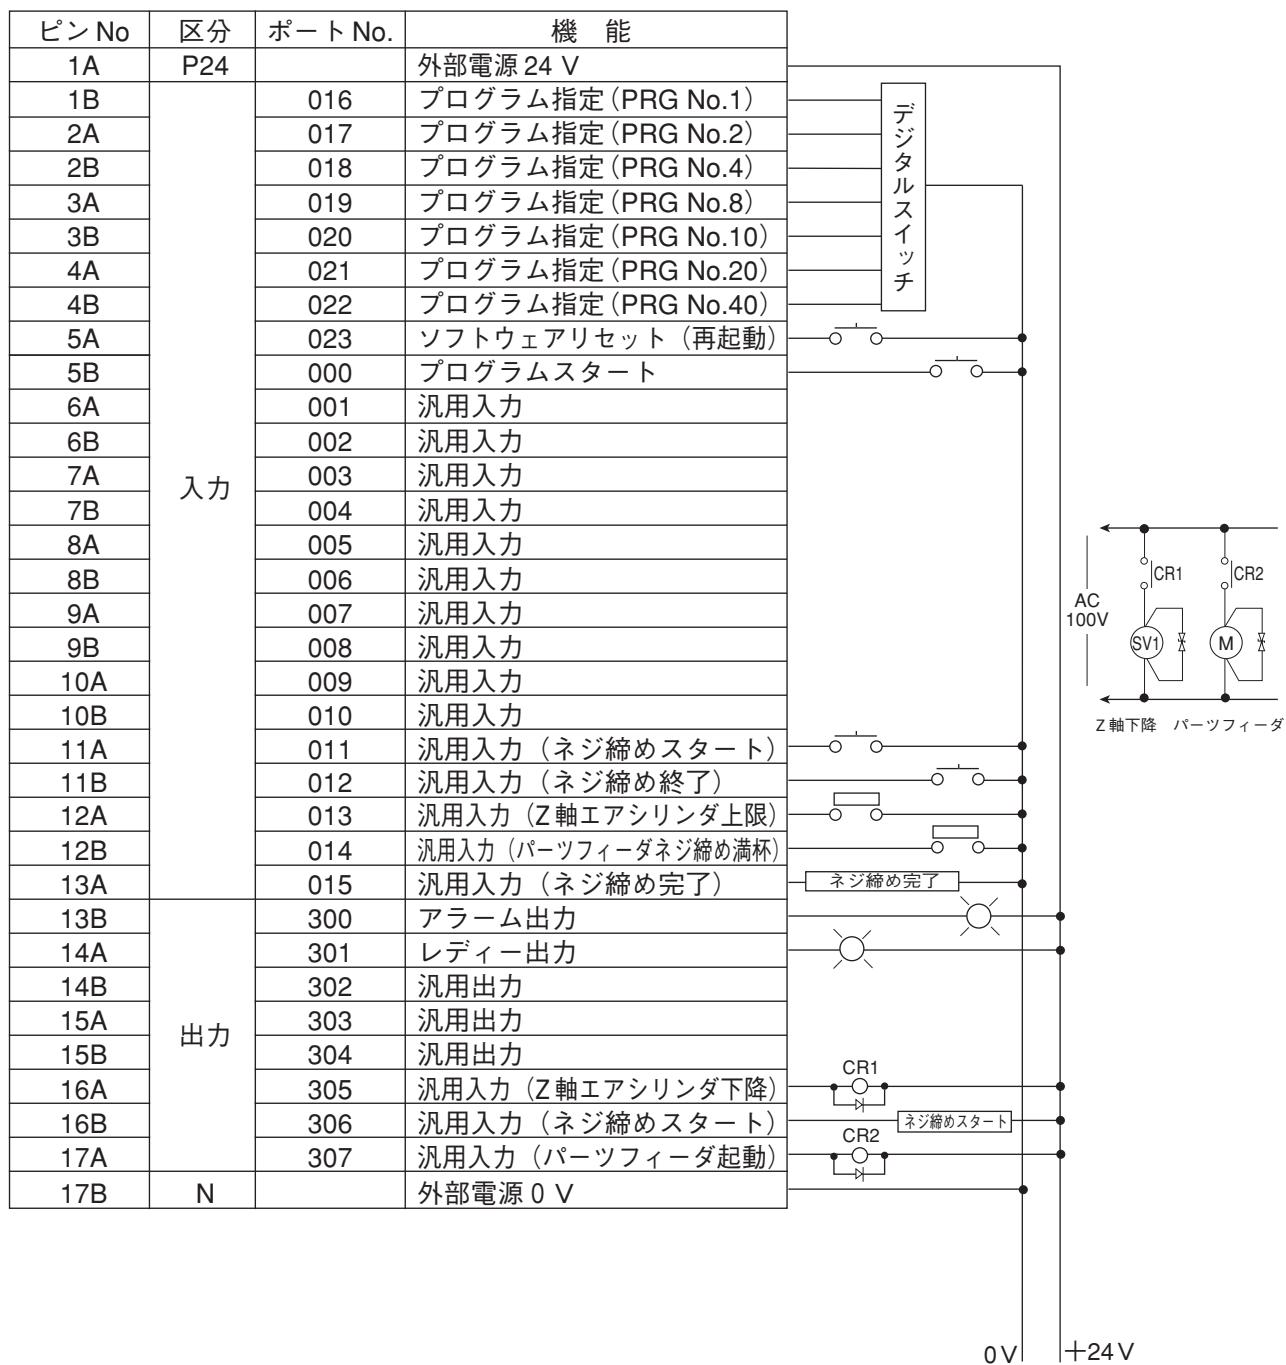 ピン No 区分 ポート No. 機　能
1A P24 外部電源 24 V
1B 016 プログラム指定(PRG No.1)
2A 017 プログラム指定(PRG No.2)
2B 018 プログラム指定(PRG No.4)
3A 019 プログラム指定(PRG No.8)
3B 020 プログラム指定(PRG No.10)
4A 021 プログラム指定(PRG No.20)
4B 022 プログラム指定(PRG No.40)
デジタルスイッチ
5A 023 ソフトウェアリセット（再起動）
5B 000 プログラムスタート
6A 001 汎用入力
6B 002 汎用入力
7A 003 汎用入力
入力
7B 004 汎用入力
8A 005 汎用入力
8B 006 汎用入力
9A 007 汎用入力
9B 008 汎用入力
10A 009 汎用入力
10B 010 汎用入力
11A 011 汎用入力（ネジ締めスタート）
11B 012 汎用入力（ネジ締め終了）
12A 013 汎用入力（Z 軸エアシリンダ上限）
12B 014 汎用入力（パーツフィーダネジ締め満杯）
13A 015 汎用入力（ネジ締め完了） ネジ締め完了
13B 300 アラーム出力
14A 301 レディー出力
14B 302 汎用出力
15A 303 汎用出力
出力
15B 304 汎用出力
CR1
16A 305 汎用入力（Z 軸エアシリンダ下降）
16B 306 汎用入力（ネジ締めスタート） ネジ締めスタート
CR2
17A 307 汎用入力（パーツフィーダ起動）
17B N 外部電源 0 V
CR1 CR2
AC
100V
SV1 M
Z 軸下降 パーツフィーダ
0 V ＋24 V